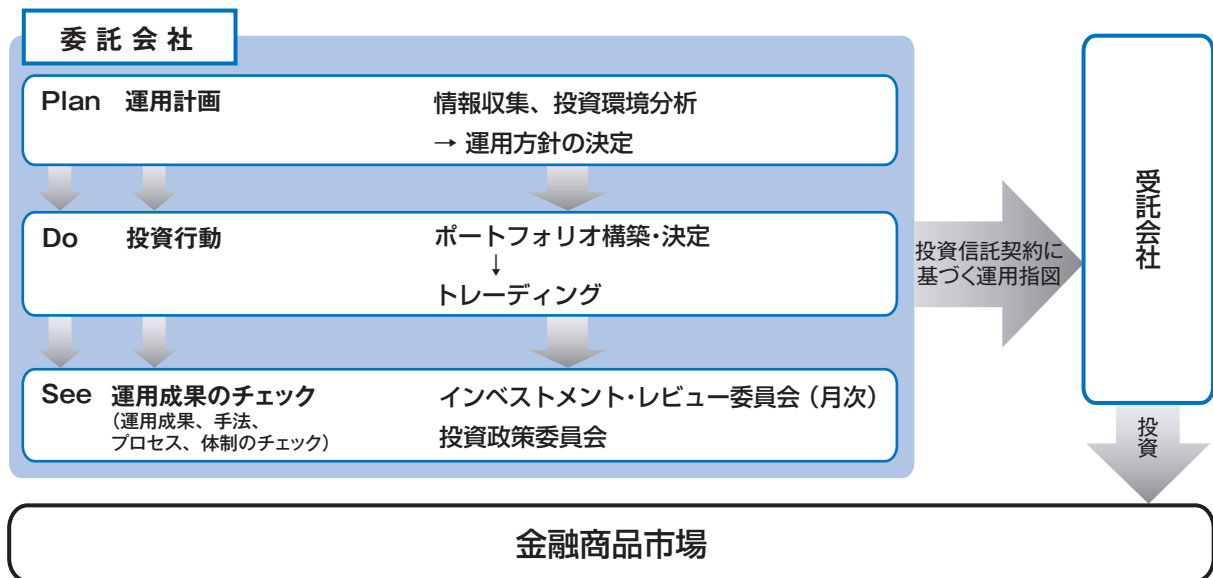 委託会社
Plan 運用計画 情報収集、投資環境分析
→ 運用方針の決定
Do 投資行動 ポートフォリオ構築・決定
↓
トレーディング
See 運用成果のチェック インベストメント・レビュー委員会（月次）
（運用成果、手法、
プロセス、体制のチェック）
投資政策委員会
投資信託契約に
基づく運用指図
受託会社
投資
金融商品市場